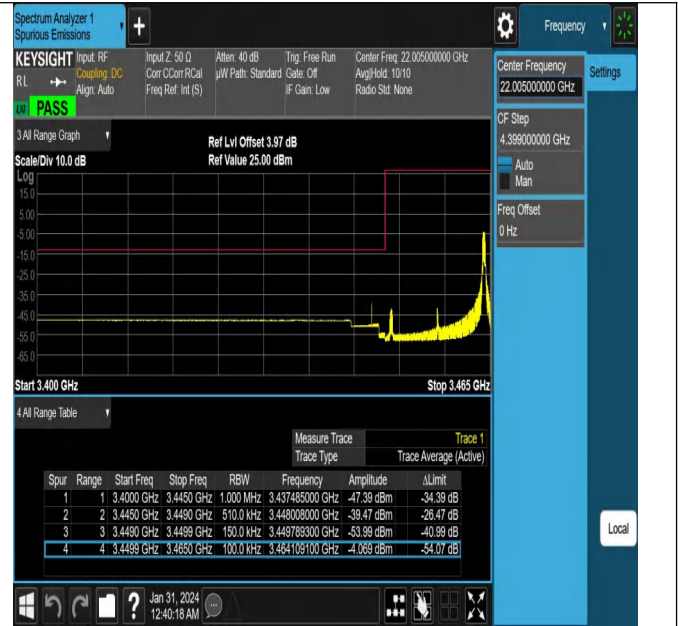 Spectrum Analyzer 1
Spurious Emissions
+
Frequency
KEYSIGHT
RL
LXI PASS
Input: RF
Coupling: DC
Align: Auto
Input Z: 50 Ω
Corr CCorr RCal
Freq Ref: Int (S)
Atten: 40 dB
µW Path: Standard
Trig: Free Run
Gate: Off
IF Gain: Low
Center Freq: 22.005000000 GHz
Avg|Hold: 10/10
Radio Std: None
Center Frequency
22.005000000 GHz
Settings
CF Step
4.399000000 GHz
Auto
Man
Freq Offset
0 Hz
3 All Range Graph
Scale/Div 10.0 dB
Ref Lvl Offset 3.97 dB
Ref Value 25.00 dBm
Log
15.0
5.00
-5.00
-15.0
-25.0
-35.0
-45.0
-55.0
-65.0
Start 3.400 GHz Stop 3.465 GHz
4 All Range Table
Measure Trace Trace 1
Trace Type Trace Average (Active)
Spur Range Start Freq Stop Freq RBW Frequency Amplitude ΔLimit
1 1 3.4000 GHz 3.4450 GHz 1.000 MHz 3.437485000 GHz -47.39 dBm -34.39 dB
2 2 3.4450 GHz 3.4490 GHz 510.0 kHz 3.448008000 GHz -39.47 dBm -26.47 dB
3 3 3.4490 GHz 3.4499 GHz 150.0 kHz 3.449789300 GHz -53.99 dBm -40.99 dB
4 4 3.4499 GHz 3.4650 GHz 100.0 kHz 3.464109100 GHz -4.069 dBm -54.07 dB
Local
?
Jan 31, 2024
12:40:18 AM